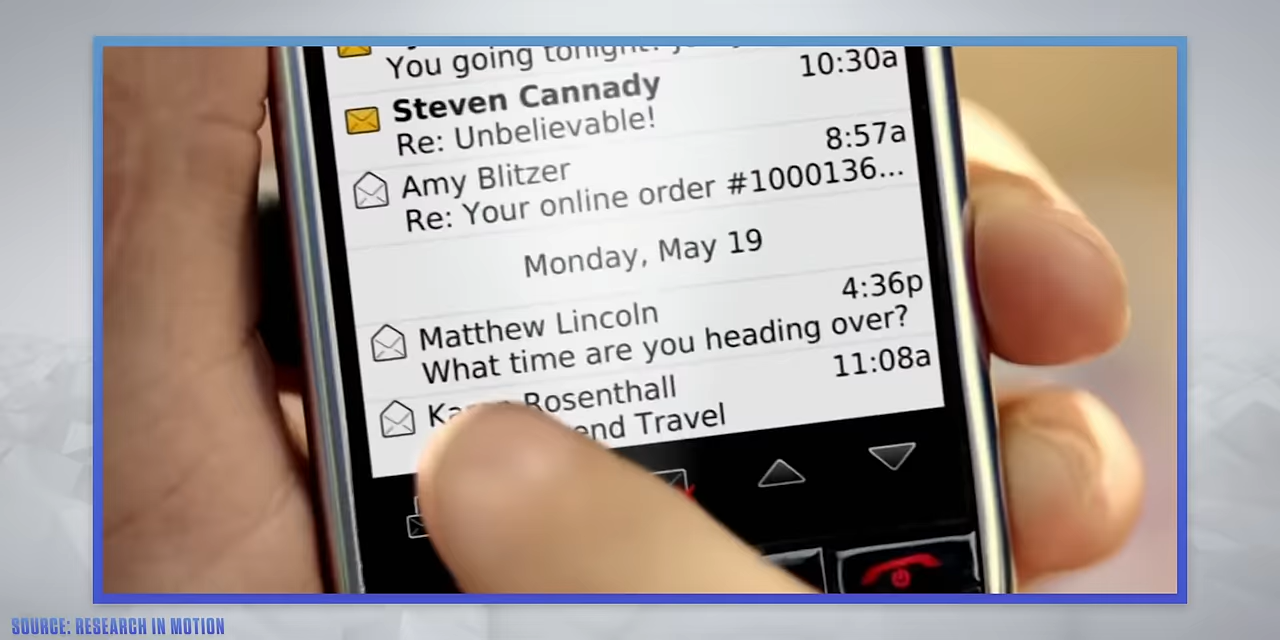 You going tonight?
10:30a
Steven Cannady
Re: Unbelievable!
8:57a
Amy Blitzer
Re: Your online order #1000136...
Monday, May 19
4:36p
Matthew Lincoln
What time are you heading over?
11:08a
Rosenthall
Travel
SOURCE: RESEARCH IN MOTION